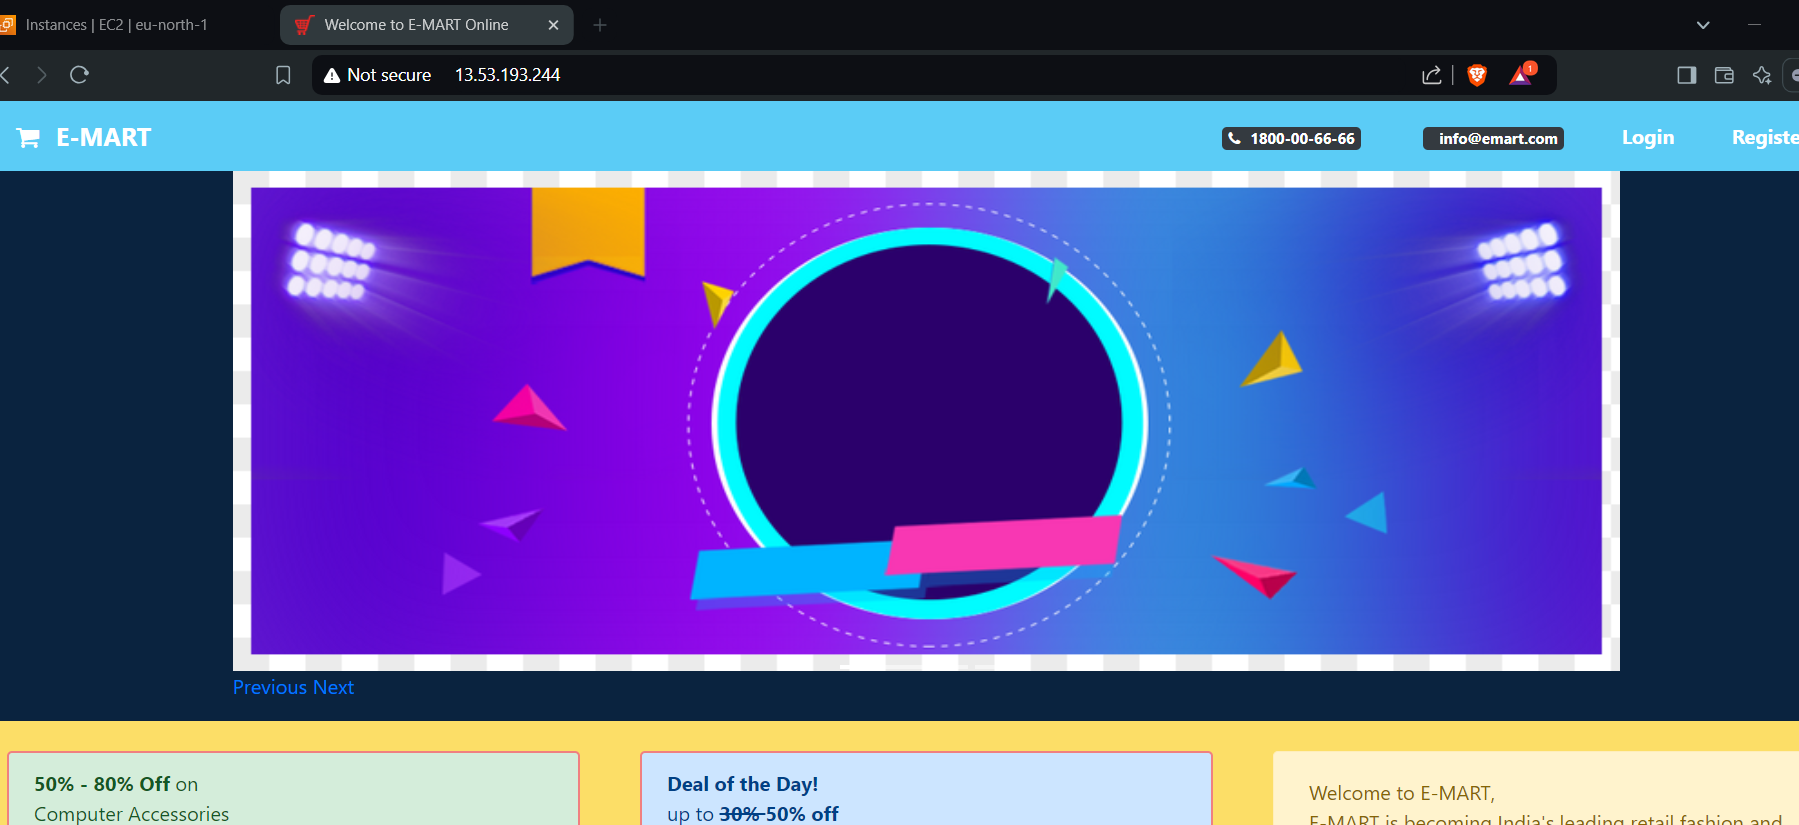 Instances | EC2 | eu-north-1
Welcome to E-MART Online
Not secure 13.53.193.244
1
E-MART
1800-00-66-66
info@emart.com
Login
Registe
Previous Next
50% - 80% Off on
Computer Accessories
Deal of the Day!
up to 30% 50% off
Welcome to E-MART,
E-MART is becoming India's leading retail fashion and